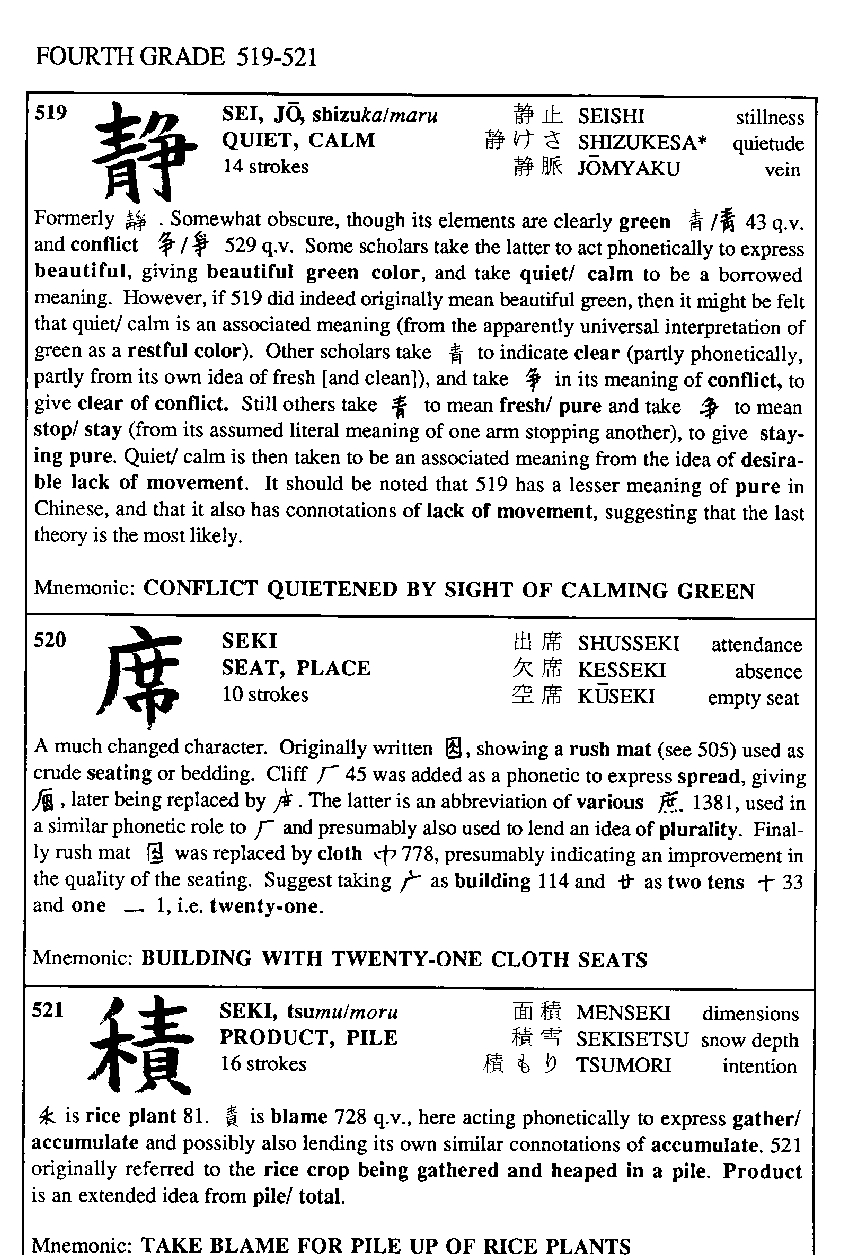 FOURTH GRADE 519-521
519 静 SEI, JŌ, shizuka/maru 静止 SEISHI stillness
QUIET, CALM 静けさ SHIZUKESA* quietude
14 strokes 静脈 JŌMYAKU vein
Formerly 靜 . Somewhat obscure, though its elements are clearly green 青/靑 43 q.v.
and conflict 争/爭 529 q.v. Some scholars take the latter to act phonetically to express
beautiful, giving beautiful green color, and take quiet/ calm to be a borrowed
meaning. However, if 519 did indeed originally mean beautiful green, then it might be felt
that quiet/ calm is an associated meaning (from the apparently universal interpretation of
green as a restful color). Other scholars take 青 to indicate clear (partly phonetically,
partly from its own idea of fresh [and clean]), and take 争 in its meaning of conflict, to
give clear of conflict. Still others take 青 to mean fresh/ pure and take 争 to mean
stop/ stay (from its assumed literal meaning of one arm stopping another), to give stay-
ing pure. Quiet/ calm is then taken to be an associated meaning from the idea of desira-
ble lack of movement. It should be noted that 519 has a lesser meaning of pure in
Chinese, and that it also has connotations of lack of movement, suggesting that the last
theory is the most likely.
Mnemonic: CONFLICT QUIETENED BY SIGHT OF CALMING GREEN
520 席 SEKI 出席 SHUSSEKI attendance
SEAT, PLACE 欠席 KESSEKI absence
10 strokes 空席 KŪSEKI empty seat
A much changed character. Originally written , showing a rush mat (see 505) used as
crude seating or bedding. Cliff 厂 45 was added as a phonetic to express spread, giving
, later being replaced by . The latter is an abbreviation of various 庶 1381, used in
a similar phonetic role to 厂 and presumably also used to lend an idea of plurality. Final-
ly rush mat was replaced by cloth 巾 778, presumably indicating an improvement in
the quality of the seating. Suggest taking 广 as building 114 and 廿 as two tens 十 33
and one 一 1, i.e. twenty-one.
Mnemonic: BUILDING WITH TWENTY-ONE CLOTH SEATS
521 積 SEKI, tsumu/moru 面積 MENSEKI dimensions
PRODUCT, PILE 積雪 SEKISETSU snow depth
16 strokes 積もり TSUMORI intention
禾 is rice plant 81. 責 is blame 728 q.v., here acting phonetically to express gather/
accumulate and possibly also lending its own similar connotations of accumulate. 521
originally referred to the rice crop being gathered and heaped in a pile. Product
is an extended idea from pile/ total.
Mnemonic: TAKE BLAME FOR PILE UP OF RICE PLANTS